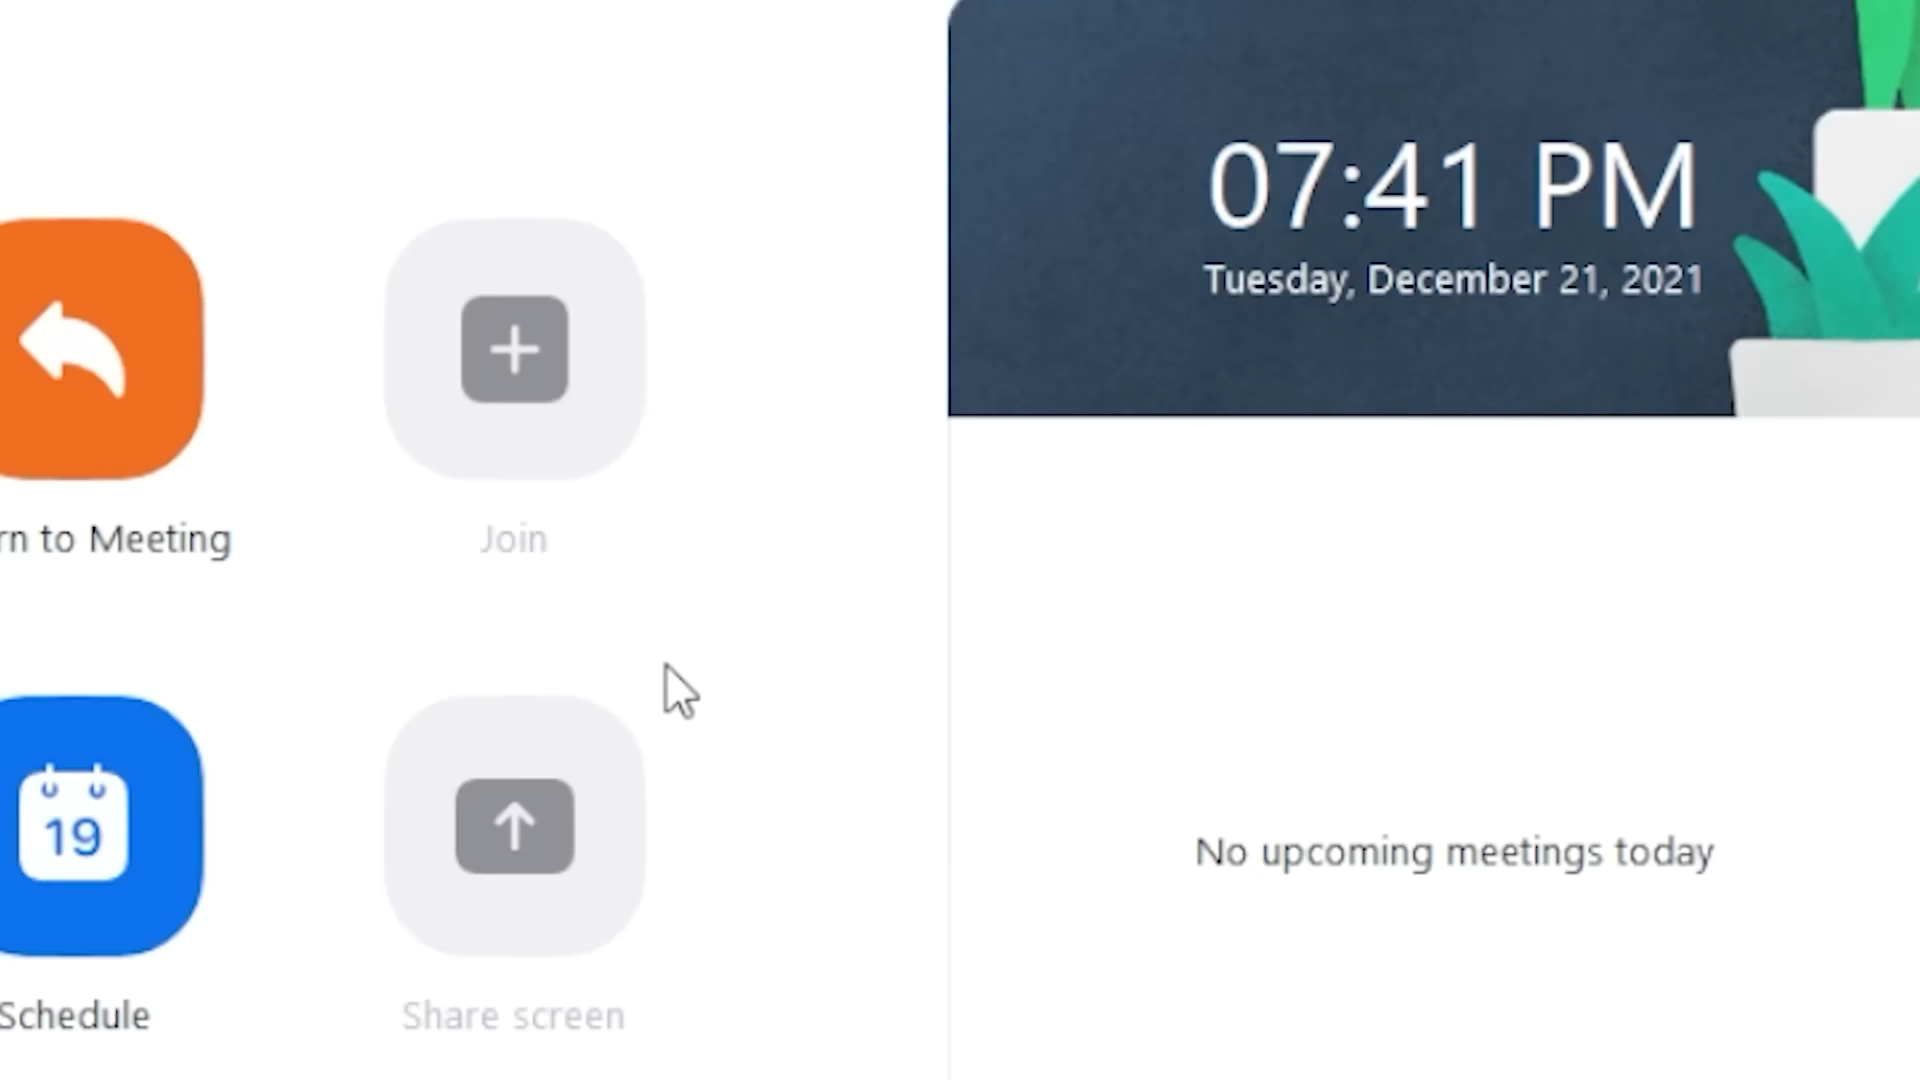 07:41 PM
Tuesday, December 21, 2021
rn to Meeting
Join
19
Schedule
Share screen
No upcoming meetings today